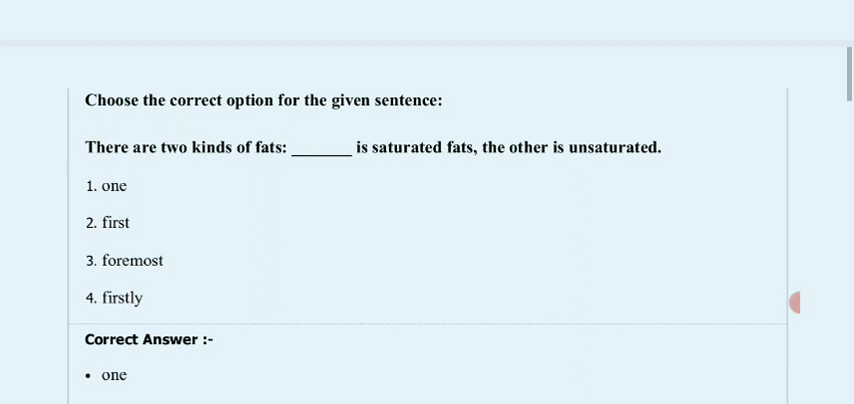 Choose the correct option for the given sentence:
There are two kinds of fats: _______ is saturated fats, the other is unsaturated.
1. one
2. first
3. foremost
4. firstly
Correct Answer :-
• one